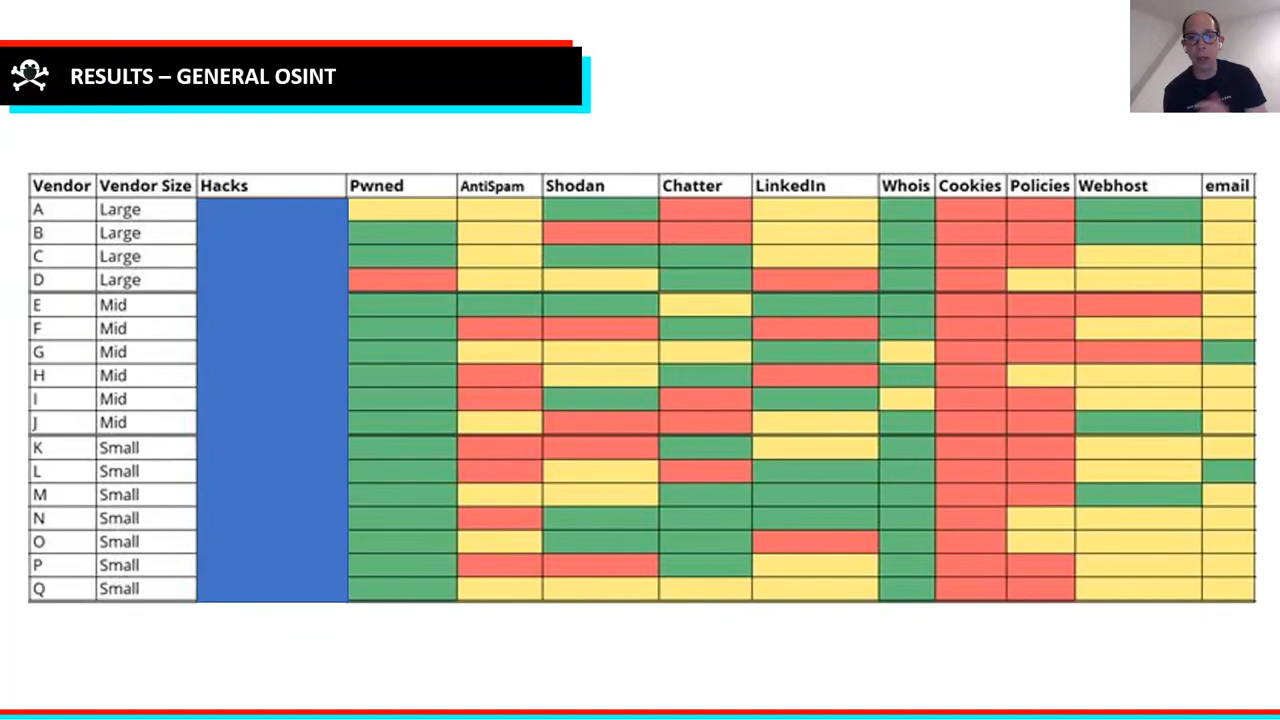 RESULTS – GENERAL OSINT
Vendor Vendor Size Hacks Pwned AntiSpam Shodan Chatter LinkedIn Whois Cookies Policies Webhost email
A Large
B Large
C Large
D Large
E Mid
F Mid
G Mid
H Mid
I Mid
J Mid
K Small
L Small
M Small
N Small
O Small
P Small
Q Small